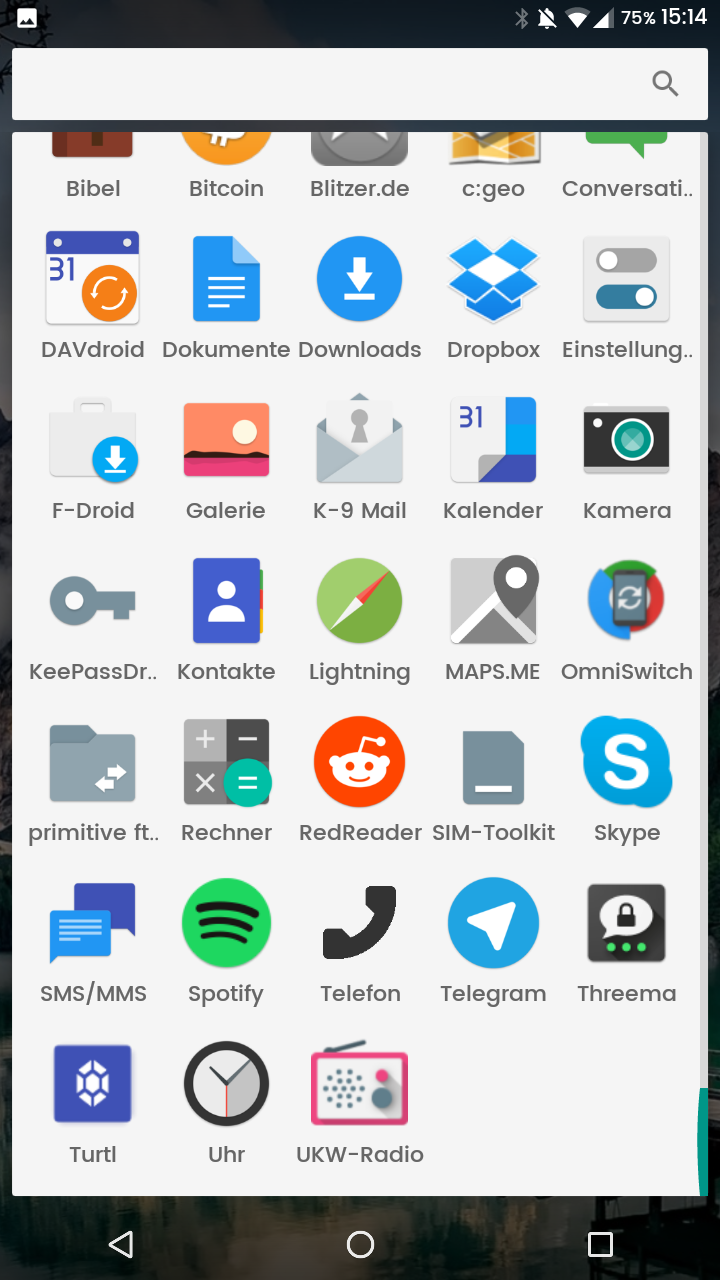 75% 15:14
Bibel Bitcoin Blitzer.de c:geo Conversati..
31
DAVdroid Dokumente Downloads Dropbox Einstellung..
31
F-Droid Galerie K-9 Mail Kalender Kamera
KeePassDr.. Kontakte Lightning MAPS.ME OmniSwitch
primitive ft.. Rechner RedReader SIM-Toolkit Skype
SMS/MMS Spotify Telefon Telegram Threema
Turtl Uhr UKW-Radio